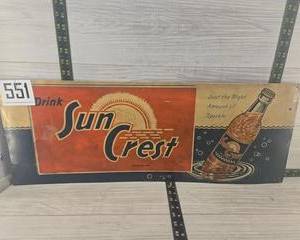 551
Drink
Sun
Crest
Just the Right
Amount of
Sparkle